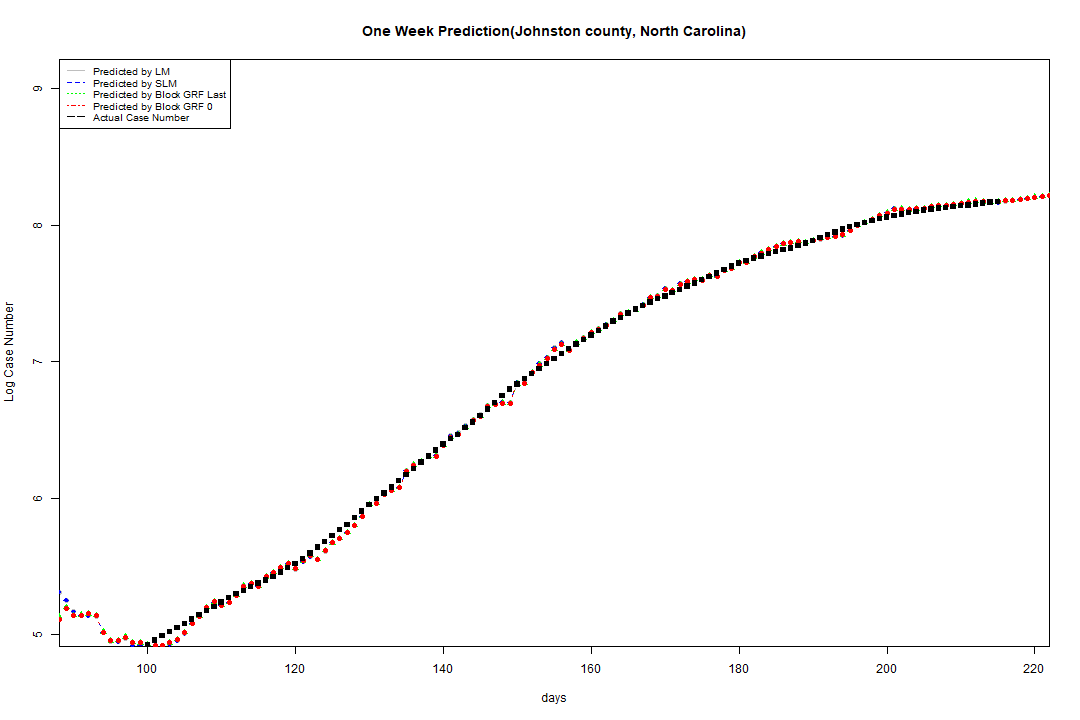 One Week Prediction(Johnston county, North Carolina)
Predicted by LM
Predicted by SLM
Predicted by Block GRF Last
Predicted by Block GRF 0
Actual Case Number
9
8
7
6
5
Log Case Number
100 120 140 160 180 200 220
days